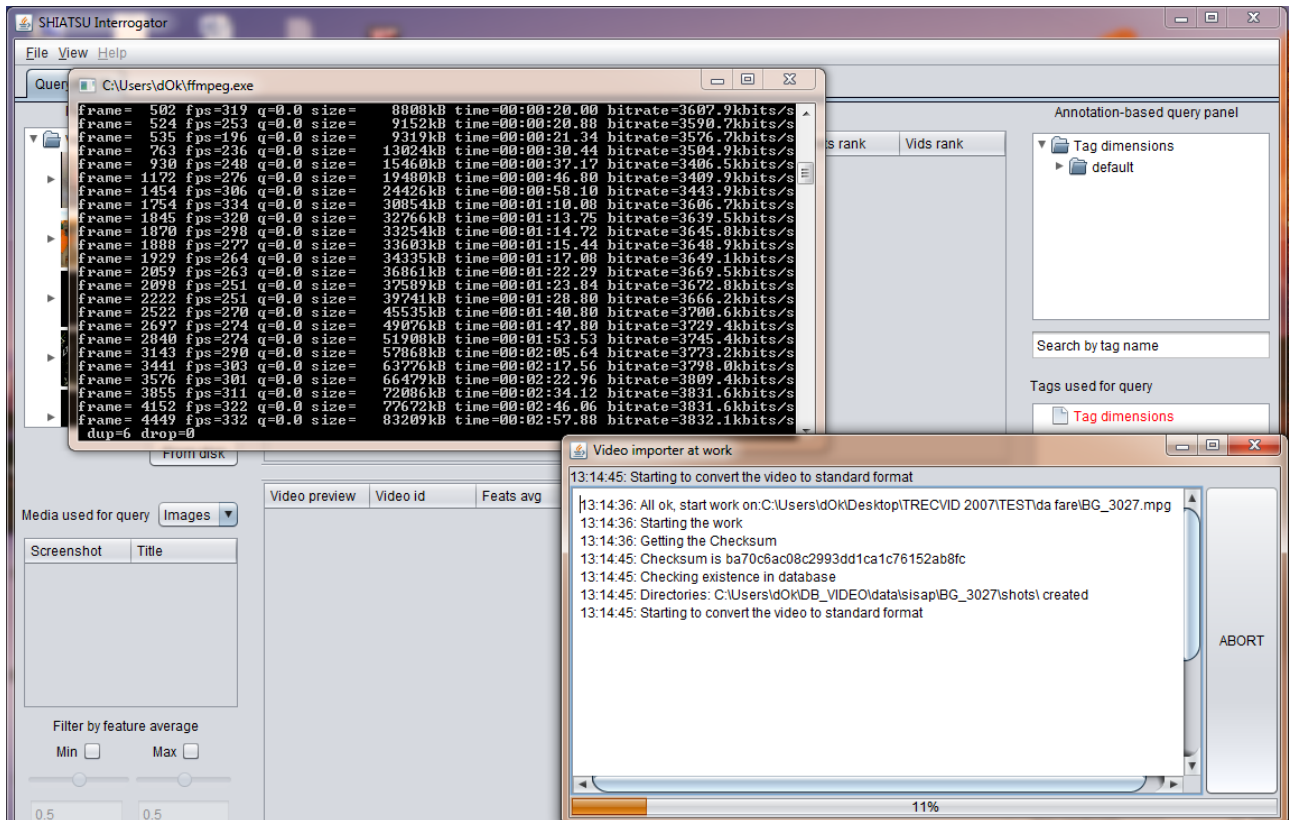 SHIATSU Interrogator
File View Help
Quer
C:\Users\dOk\ffmpeg.exe
frame= 502 fps=319 q=0.0 size= 8808kB time=00:00:20.00 bitrate=3607.9kbits/s
frame= 524 fps=253 q=0.0 size= 9152kB time=00:00:20.88 bitrate=3590.7kbits/s
frame= 535 fps=196 q=0.0 size= 9319kB time=00:00:21.34 bitrate=3576.7kbits/s
frame= 763 fps=236 q=0.0 size= 13024kB time=00:00:30.44 bitrate=3504.9kbits/s
frame= 930 fps=248 q=0.0 size= 15460kB time=00:00:37.17 bitrate=3406.5kbits/s
frame= 1172 fps=276 q=0.0 size= 19480kB time=00:00:46.80 bitrate=3409.9kbits/s
frame= 1454 fps=306 q=0.0 size= 24426kB time=00:00:58.10 bitrate=3443.9kbits/s
frame= 1754 fps=334 q=0.0 size= 30854kB time=00:01:10.08 bitrate=3606.7kbits/s
frame= 1845 fps=320 q=0.0 size= 32766kB time=00:01:13.75 bitrate=3639.5kbits/s
frame= 1870 fps=298 q=0.0 size= 33254kB time=00:01:14.72 bitrate=3645.8kbits/s
frame= 1888 fps=277 q=0.0 size= 33603kB time=00:01:15.44 bitrate=3648.9kbits/s
frame= 1929 fps=264 q=0.0 size= 34335kB time=00:01:17.08 bitrate=3649.1kbits/s
frame= 2059 fps=263 q=0.0 size= 36861kB time=00:01:22.29 bitrate=3669.5kbits/s
frame= 2098 fps=251 q=0.0 size= 37589kB time=00:01:23.84 bitrate=3672.8kbits/s
frame= 2222 fps=251 q=0.0 size= 39741kB time=00:01:28.80 bitrate=3666.2kbits/s
frame= 2522 fps=270 q=0.0 size= 45535kB time=00:01:40.80 bitrate=3700.6kbits/s
frame= 2697 fps=274 q=0.0 size= 49076kB time=00:01:47.80 bitrate=3729.4kbits/s
frame= 2840 fps=274 q=0.0 size= 51908kB time=00:01:53.53 bitrate=3745.4kbits/s
frame= 3143 fps=290 q=0.0 size= 57868kB time=00:02:05.64 bitrate=3773.2kbits/s
frame= 3441 fps=303 q=0.0 size= 63776kB time=00:02:17.56 bitrate=3798.0kbits/s
frame= 3576 fps=301 q=0.0 size= 66479kB time=00:02:22.96 bitrate=3809.4kbits/s
frame= 3855 fps=311 q=0.0 size= 72086kB time=00:02:34.12 bitrate=3831.6kbits/s
frame= 4152 fps=322 q=0.0 size= 77672kB time=00:02:46.06 bitrate=3831.6kbits/s
frame= 4449 fps=332 q=0.0 size= 83209kB time=00:02:57.88 bitrate=3832.1kbits/s
dup=6 drop=0
ts rank Vids rank
Annotation-based query panel
Tag dimensions
default
Search by tag name
Tags used for query
Tag dimensions
From disk
Media used for query Images
Screenshot Title
Filter by feature average
Min Max
0.5 0.5
Video preview Video id Feats avg
Video importer at work
13:14:45: Starting to convert the video to standard format
13:14:36: All ok, start work on:C:\Users\dOk\Desktop\TRECVID 2007\TEST\da fare\BG_3027.mpg
13:14:36: Starting the work
13:14:36: Getting the Checksum
13:14:45: Checksum is ba70c6ac08c2993dd1ca1c76152ab8fc
13:14:45: Checking existence in database
13:14:45: Directories: C:\Users\dOk\DB_VIDEO\data\sisap\BG_3027\shots\ created
13:14:45: Starting to convert the video to standard format
ABORT
11%